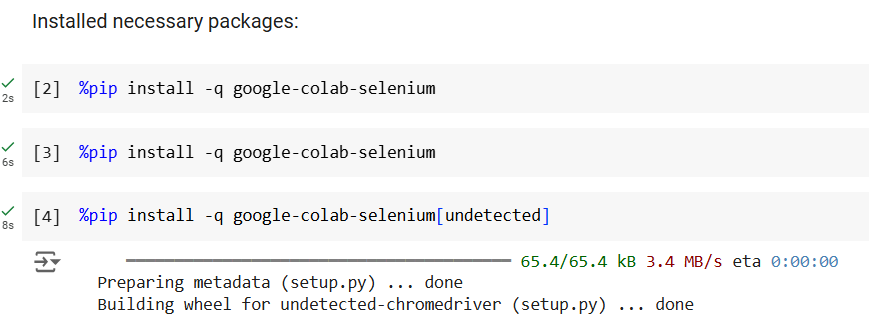 Installed necessary packages:
[2] %pip install -q google-colab-selenium
2s
[3] %pip install -q google-colab-selenium
6s
[4] %pip install -q google-colab-selenium[undetected]
8s
65.4/65.4 kB 3.4 MB/s eta 0:00:00
Preparing metadata (setup.py) ... done
Building wheel for undetected-chromedriver (setup.py) ... done